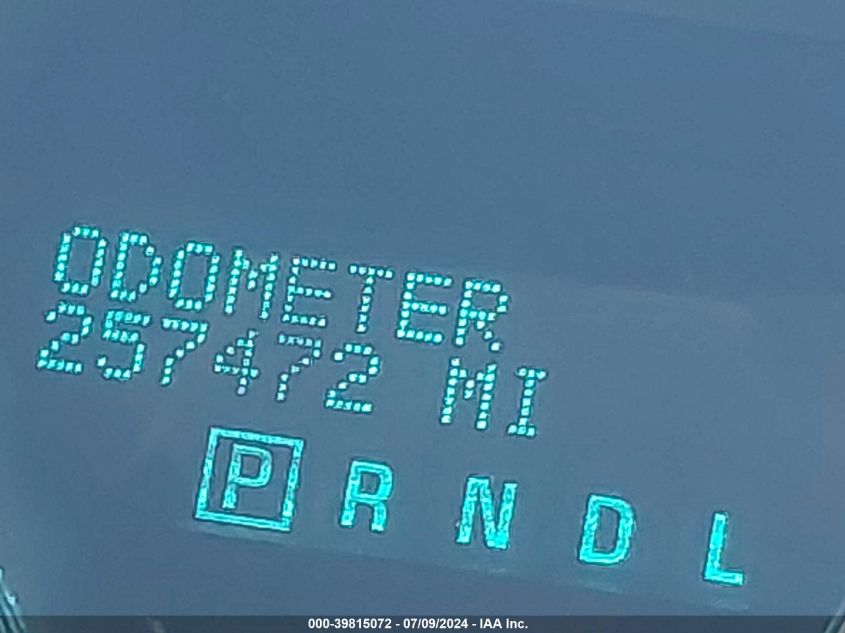 ODOMETER
257472 MI
P R N D L
000-39815072 - 07/09/2024 - IAA Inc.